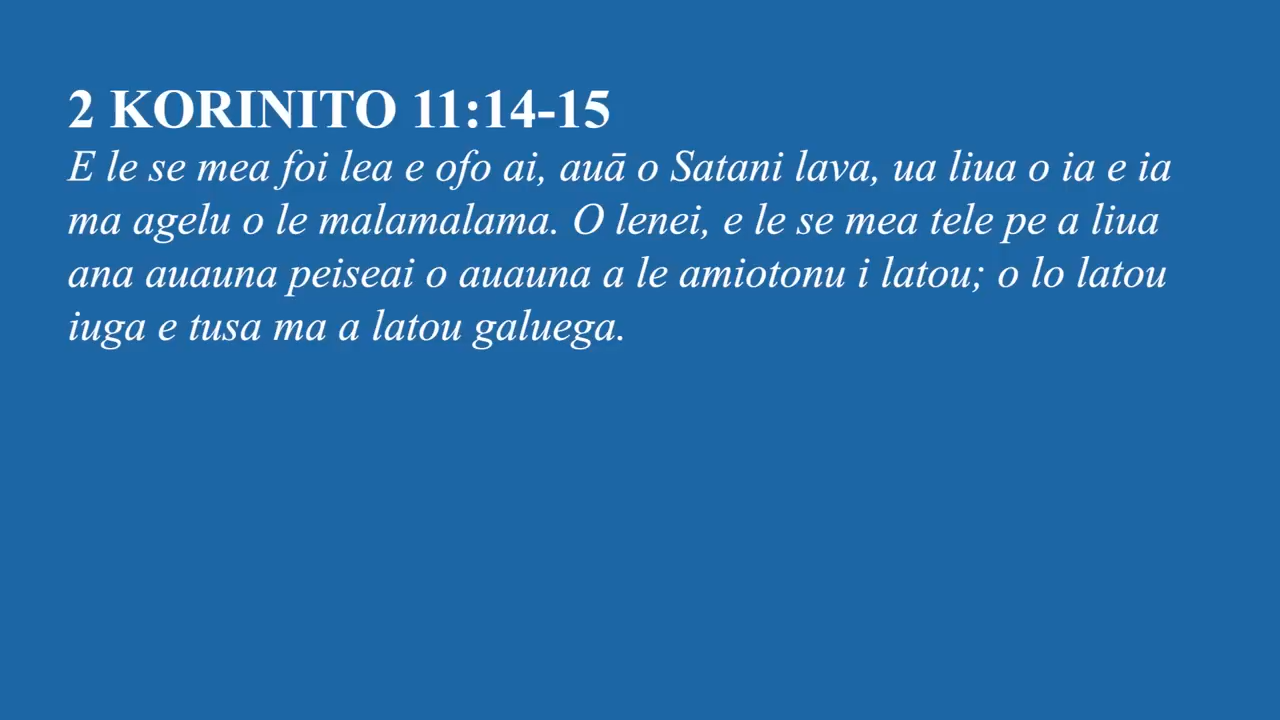 2 KORINITO 11:14-15
E le se mea foi lea e ofo ai, auā o Satani lava, ua liua o ia e ia
ma agelu o le malamalama. O lenei, e le se mea tele pe a liua
ana auauna peiseai o auauna a le amiotonu i latou; o lo latou
iuga e tusa ma a latou galuega.